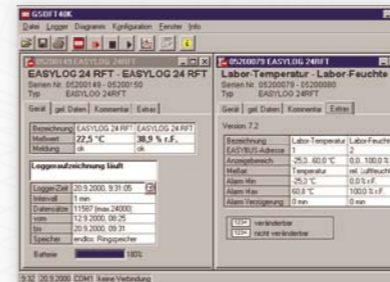 GSOFT40K
Datei Logger Diagramm Konfiguration Fenster Info
05200149 EASYLOG 24RFT
EASYLOG 24 RFT - EASYLOG 24 RFT
Serien Nr. 05200149 - 05200150
Typ EASYLOG 24RFT
Gerät gel. Daten Kommentar Extras
Bezeichnung EASYLOG 24 RFT EASYLOG 24 RFT
Meßwert 22,5 °C 38,9 % r.F.
Meldung ok ok
Loggeraufzeichnung läuft
Logger-Zeit 20.9.2000, 9:31:05
Intervall 1 min
Datensätze 11587 (max.24000)
vom 12.9.2000, 08:25
bis 20.9.2000, 09:31
Speicher endlos: Ringspeicher
Batterie 100%
05200079 EASYLOG 24RFT
Labor-Temperatur - Labor-Feuchte
Serien Nr. 05200079 - 05200080
Typ EASYLOG 24RFT
Gerät gel. Daten Kommentar Extras
Version 7.2
Bezeichnung Labor-Temperatur Labor-Feuchte
EASYBUS-Adresse 1 2
Anzeigebereich -25,0...60,0 °C 0,0..100,0 %
Meßart Temperatur rel. Luftfeucht
Alarm Min -25,0 °C 0,0 % r.F.
Alarm Max 60,0 °C 100,0 % r.F.
Alarm-Verzögerung 0 min 0 min
123+ veränderbar
123+ nicht veränderbar
9:32 20.9.2000 COM1 keine Verbindung